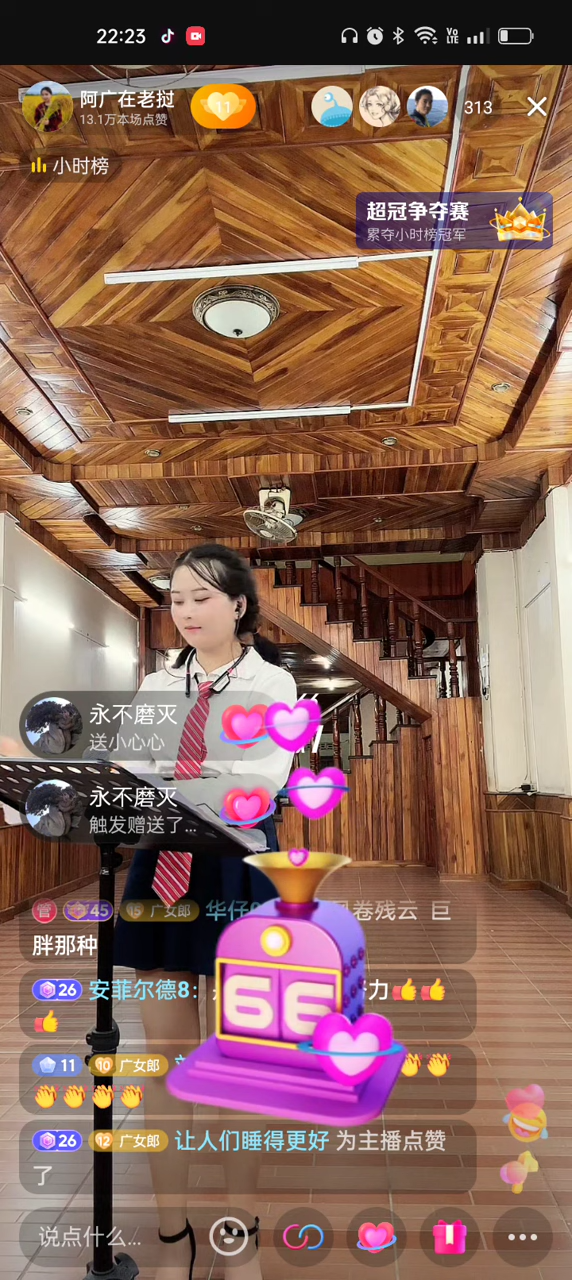 22:23
VoLTE
阿广在老挝
13.1万本场点赞
11
313
小时榜
超冠争夺赛
累夺小时榜冠军
永不磨灭
送小心心
永不磨灭
触发赠送了...
管 45 15 广女郎 华仔 卷残云 巨
胖那种
26 安菲尔德8： 力👍👍
👍
66
11 10 广女郎 👏👏
👏👏👏👏
26 12 广女郎 让人们睡得更好 为主播点赞
了
说点什么...